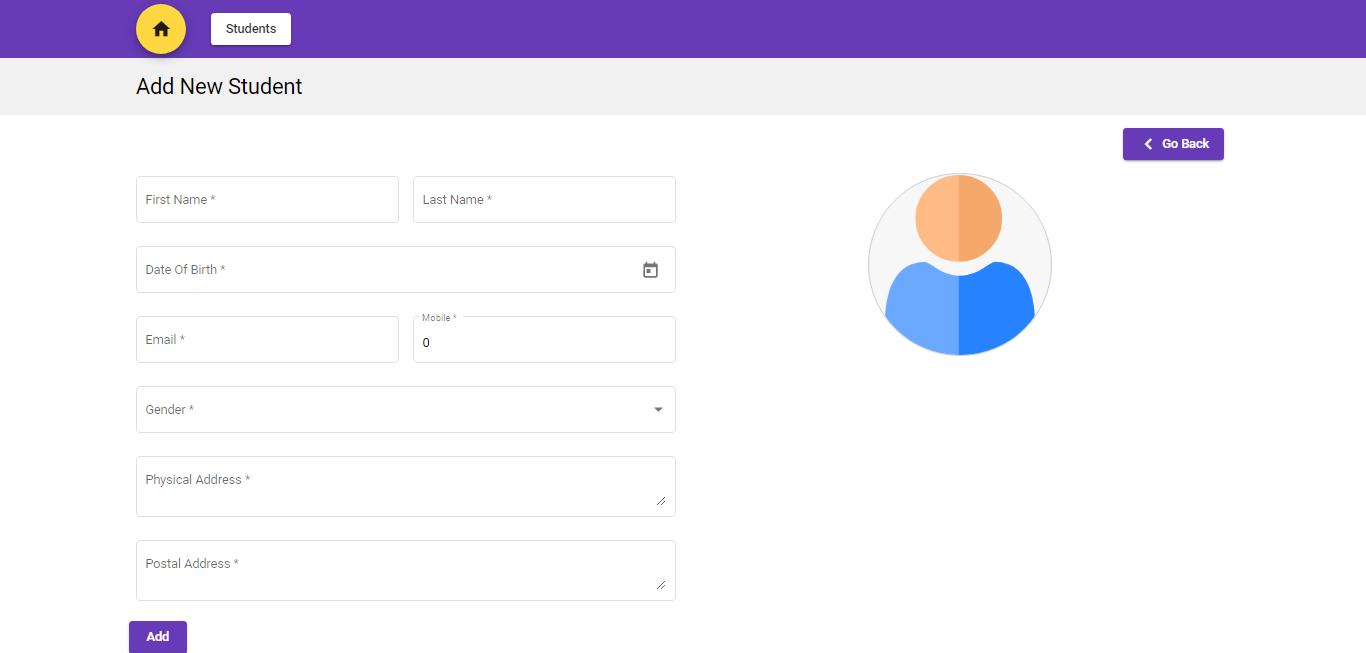 Students
Add New Student
Go Back
First Name *
Last Name *
Date Of Birth *
Email *
Mobile *
0
Gender *
Physical Address *
Postal Address *
Add